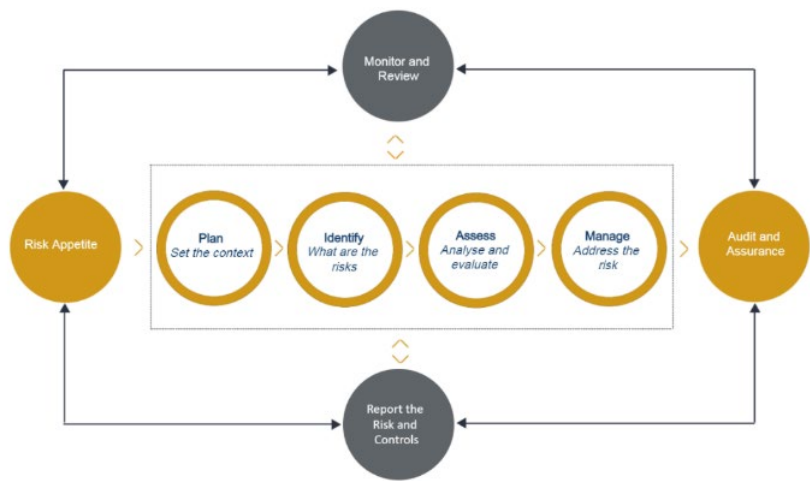 Monitor and
Review
Risk Appetite
Plan
Set the context
Identify
What are the
risks
Assess
Analyse and
evaluate
Manage
Address the
risk
Audit and
Assurance
Report the
Risk and
Controls